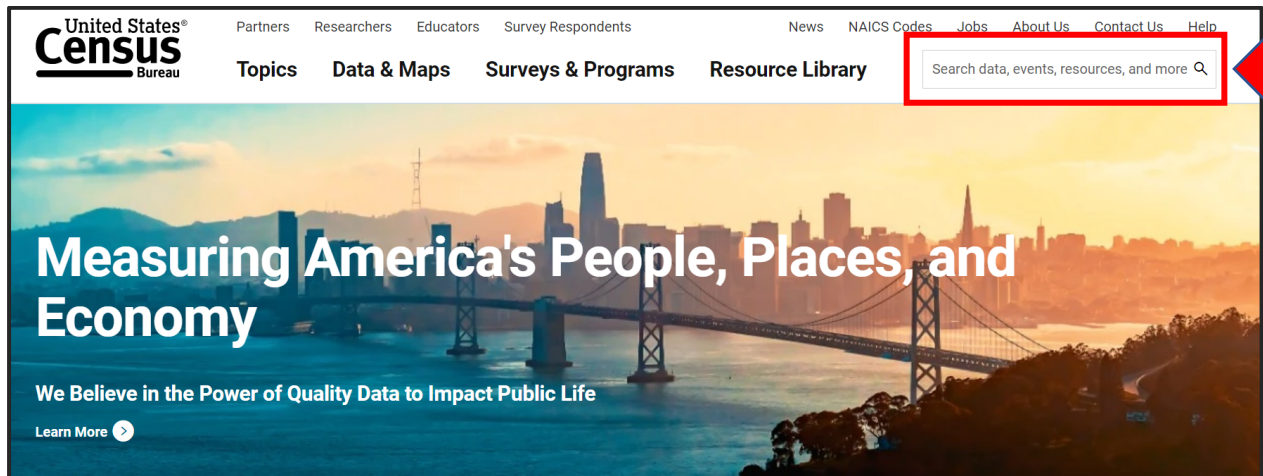 United States®
Census
Bureau
Partners Researchers Educators Survey Respondents News NAICS Codes Jobs About Us Contact Us Help
Topics Data & Maps Surveys & Programs Resource Library
Search data, events, resources, and more
Measuring America's People, Places, and
Economy
We Believe in the Power of Quality Data to Impact Public Life
Learn More